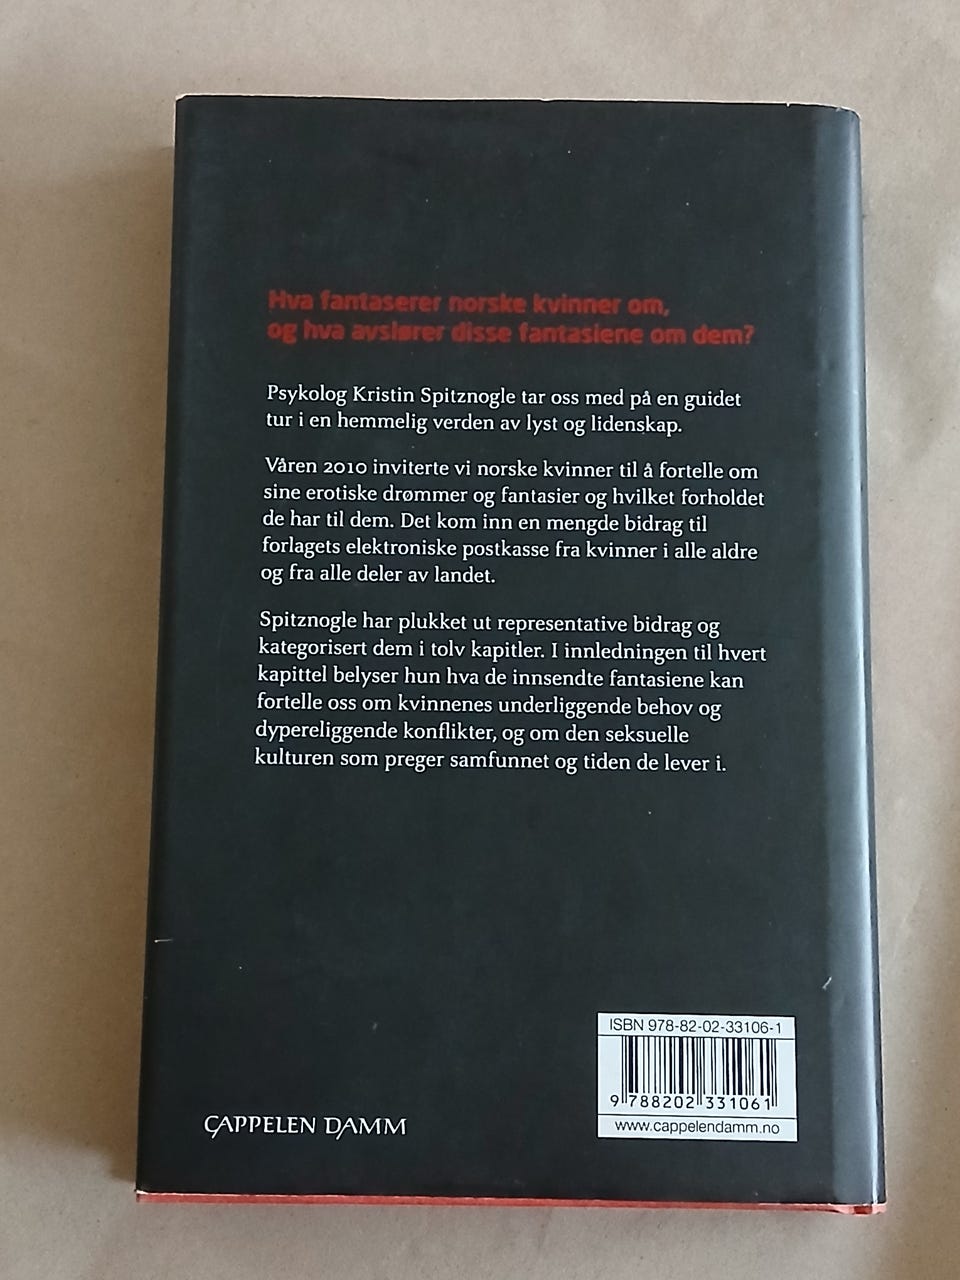 Hva fantaserer norske kvinner om,
og hva avslører disse fantasiene om dem?
Psykolog Kristin Spitznogle tar oss med på en guidet
tur i en hemmelig verden av lyst og lidenskap.
Våren 2010 inviterte vi norske kvinner til å fortelle om
sine erotiske drømmer og fantasier og hvilket forholdet
de har til dem. Det kom inn en mengde bidrag til
forlagets elektroniske postkasse fra kvinner i alle aldre
og fra alle deler av landet.
Spitznogle har plukket ut representative bidrag og
kategorisert dem i tolv kapitler. I innledningen til hvert
kapittel belyser hun hva de innsendte fantasiene kan
fortelle oss om kvinnenes underliggende behov og
dypereliggende konflikter, og om den seksuelle
kulturen som preger samfunnet og tiden de lever i.
ISBN 978-82-02-33106-1
9 788202 331061
www.cappelendamm.no
CAPPELEN DAMM